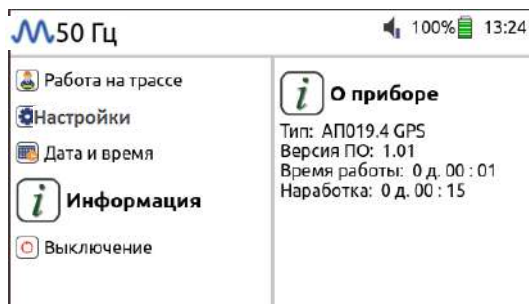 50 Гц
100%
13:24
Работа на трассе
Настройки
Дата и время
Информация
Выключение
О приборе
Тип: АП019.4 GPS
Версия ПО: 1.01
Время работы: 0 д. 00 : 01
Наработка: 0 д. 00 : 15